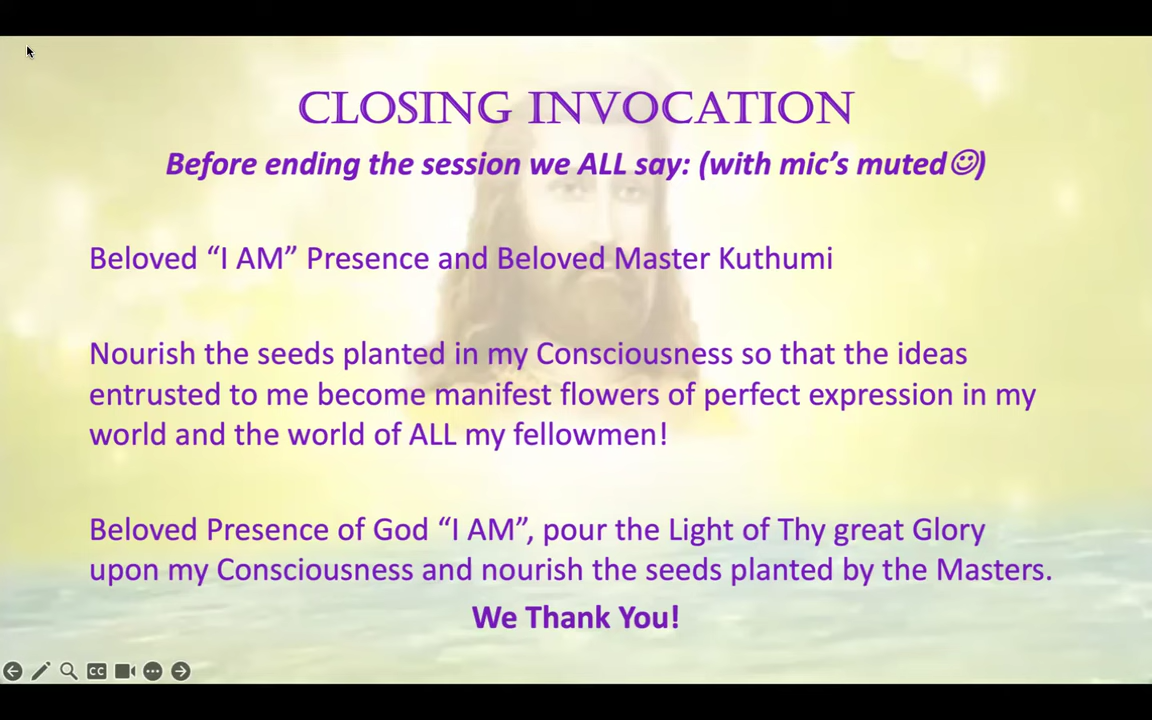 CLOSING INVOCATION
Before ending the session we ALL say: (with mic’s muted☺)
Beloved “I AM” Presence and Beloved Master Kuthumi
Nourish the seeds planted in my Consciousness so that the ideas
entrusted to me become manifest flowers of perfect expression in my
world and the world of ALL my fellowmen!
Beloved Presence of God “I AM”, pour the Light of Thy great Glory
upon my Consciousness and nourish the seeds planted by the Masters.
We Thank You!
CC